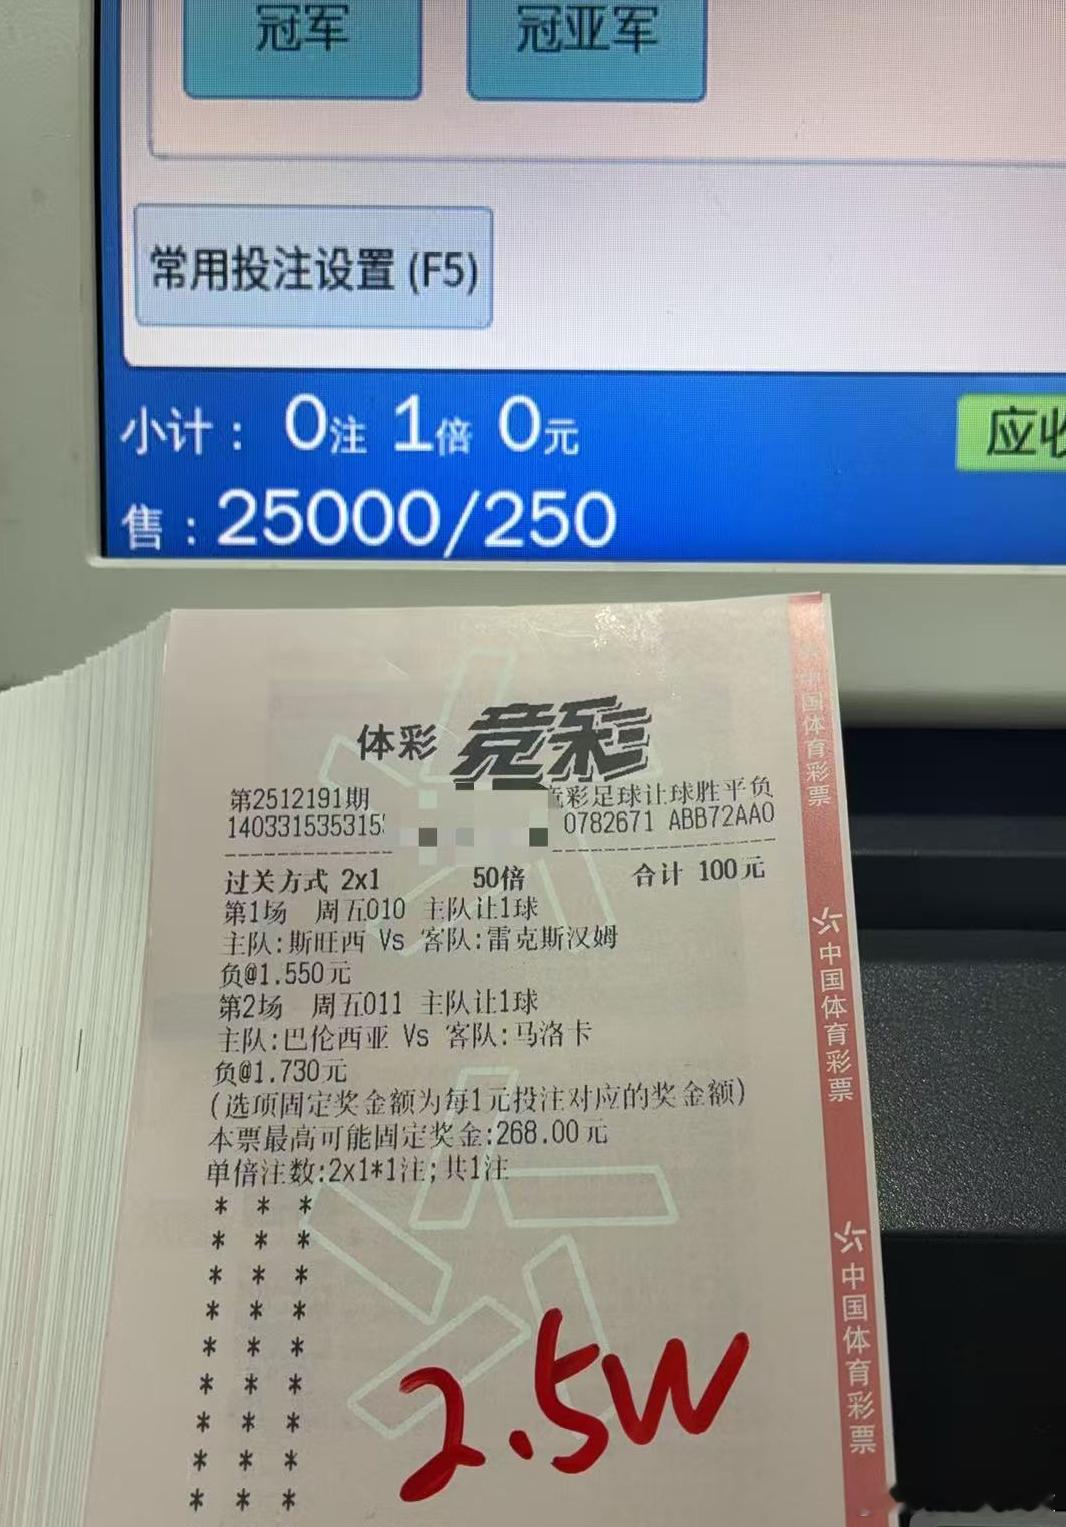 冠军 冠亚军
常用投注设置 (F5)
小计： 0注 1倍 0元
应收
售：25000/250
体彩 竞彩
第2512191期 竞彩足球让球胜平负
14033153531 0782671 ABB72AA0
过关方式 2x1 50倍 合计 100元
第1场 周五010 主队让1球
主队:斯旺西 Vs 客队:雷克斯汉姆
负@1.550元
第2场 周五011 主队让1球
主队:巴伦西亚 Vs 客队:马洛卡
负@1.730元
(选项固定奖金额为每1元投注对应的奖金额)
本票最高可能固定奖金:268.00元
单倍注数:2x1*1注;共1注
* * *
* * *
* * *
* * *
* * *
* * *
* * *
* * *
* * *
2.5W
中国体育彩票
中国体育彩票
中国体育彩票